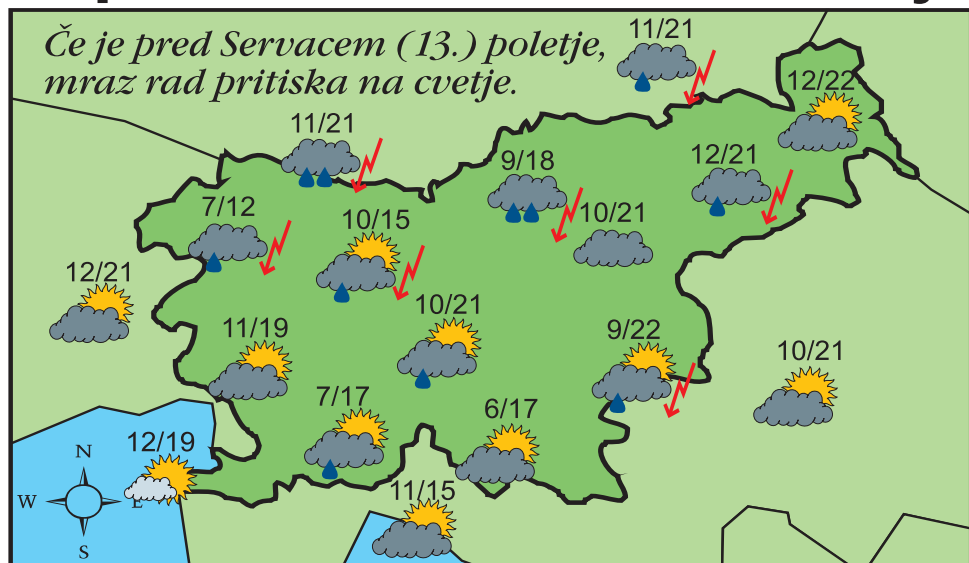 Če je pred Servacem (13.) poletje,
mraz rad pritiska na cvetje.
11/21
12/22
11/21
9/18
12/21
7/12
10/15
10/21
12/21
10/21
11/19
9/22
10/21
7/17
6/17
12/19
N
W
E
S
11/15